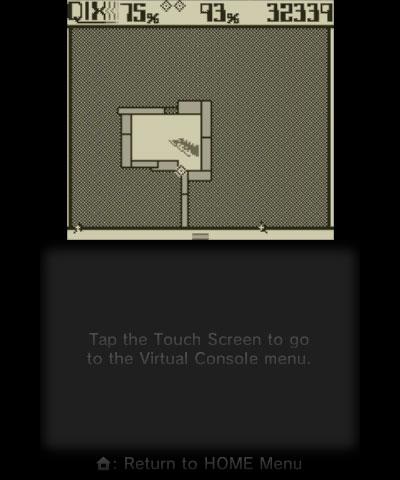 QIX 75% 93% 32339
Tap the Touch Screen to go
to the Virtual Console menu.
: Return to HOME Menu